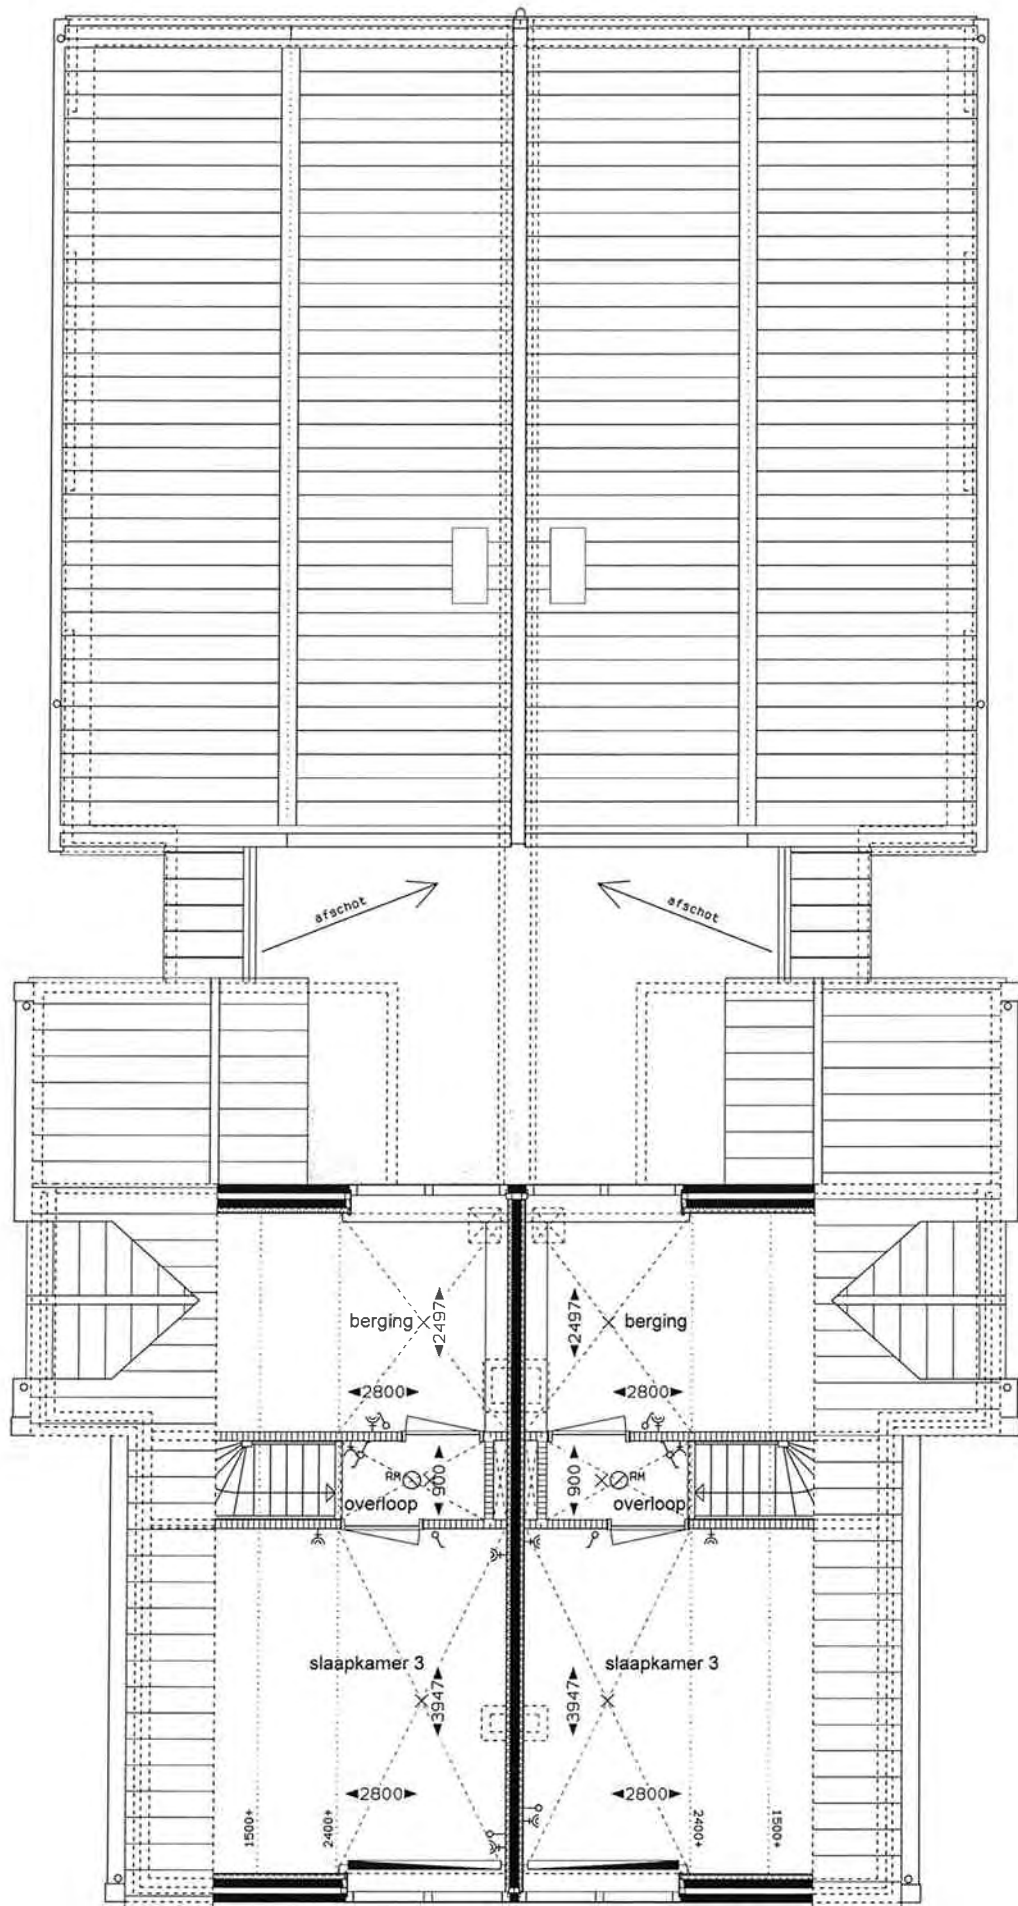 afschot
afschot
berging
2497
2497
berging
2800
2800
RM
900
900
RM
overloop
overloop
slaapkamer 3
slaapkamer 3
3947
3947
2800
2800
1500+
2400+
2400+
1500+